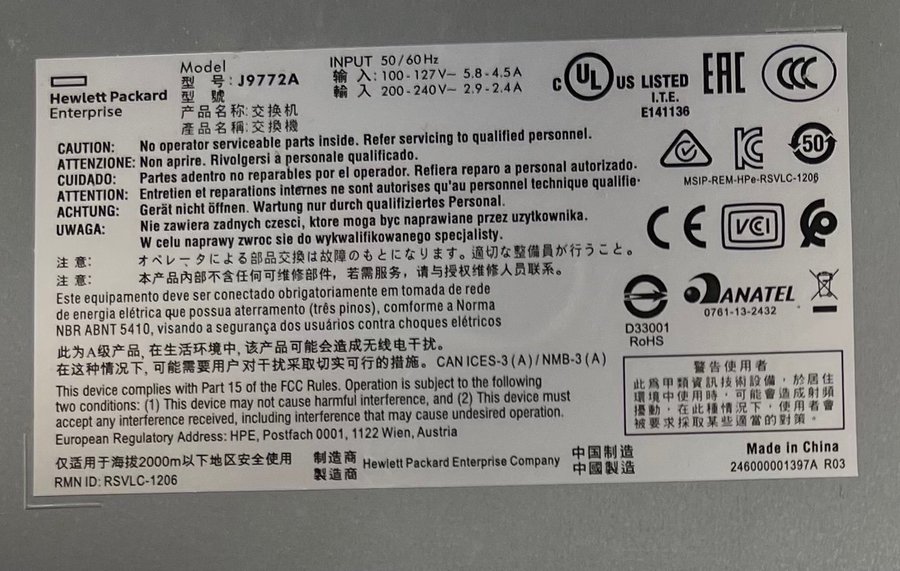 Hewlett Packard
Enterprise
Model
型 号: J9772A
型 號
产品名称: 交换机
產品名稱: 交換機
INPUT 50/60 Hz
输 入: 100-127V~ 5.8-4.5A
輸 入 200-240V~ 2.9-2.4A
c UL US LISTED
I.T.E.
E141136
EAC
CCC
CAUTION: No operator serviceable parts inside. Refer servicing to qualified personnel.
ATTENZIONE: Non aprire. Rivolgersi a personale qualificado.
CUIDADO: Partes adentro no reparables por el operador. Refiera reparo a personal autorizado.
ATTENTION: Entretien et reparations internes ne sont autorises qu'au personnel technique qualifie·
ACHTUNG: Gerät nicht öffnen. Wartung nur durch qualifiziertes Personal.
UWAGA: Nie zawiera zadnych czesci, ktore moga byc naprawiane przez uzytkownika.
W celu naprawy zwroc sie do wykwalifikowanego specjalisty.
注 意: オペレータによる部品交換は故障のもとになります。適切な整備員が行うこと。
注 意: 本产品内部不含任何可维修部件，若需服务，请与授权维修人员联系。
50
MSIP-REM-HPe-RSVLC-1206
CE
VCI
Este equipamento deve ser conectado obrigatoriamente em tomada de rede
de energia elétrica que possua aterramento (três pinos), conforme a Norma
NBR ABNT 5410, visando a segurança dos usuários contra choques elétricos
D33001
RoHS
ANATEL
0761-13-2432
此为A级产品, 在生活环境中, 该产品可能会造成无线电干扰。
在这种情况下, 可能需要用户对干扰采取切实可行的措施。CAN ICES-3 (A) / NMB-3 (A)
This device complies with Part 15 of the FCC Rules. Operation is subject to the following
two conditions: (1) This device may not cause harmful interference, and (2) This device must
accept any interference received, including interference that may cause undesired operation.
European Regulatory Address: HPE, Postfach 0001, 1122 Wien, Austria
警告使用者
此為甲類資訊技術設備，於居住
環境中使用時，可能會造成射頻
擾動，在此種情況下，使用者會
被要求採取某些適當的對策。
仅适用于海拔2000m以下地区安全使用
RMN ID: RSVLC-1206
制造商
製造商
Hewlett Packard Enterprise Company
中国制造
中國製造
Made in China
246000001397A R03